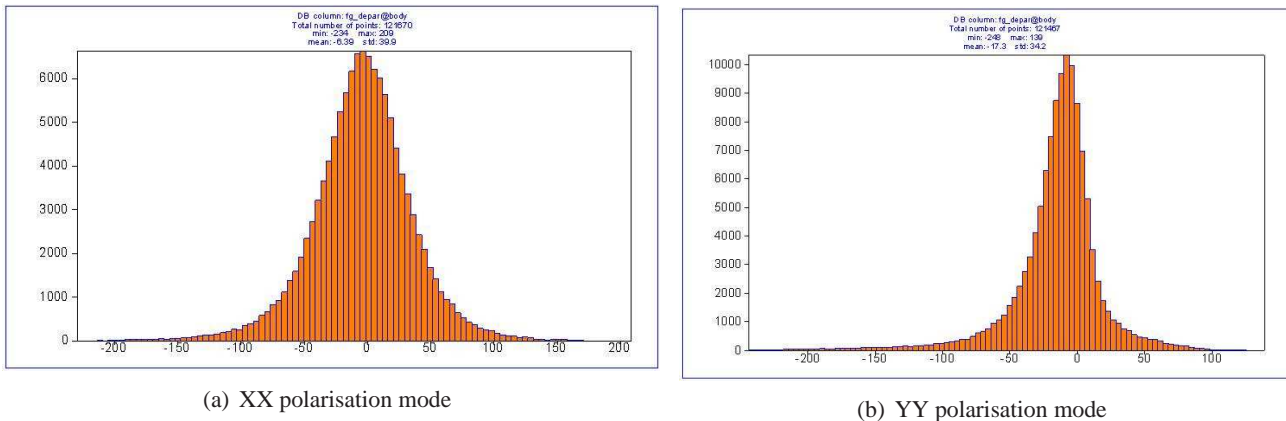 DB column: fg_depar@body
Total number of points: 121670
min: -234 max: 209
mean: -6.39 std: 39.9
6000
5000
4000
3000
2000
1000
0
-200 -150 -100 -50 0 50 100 150 200
(a) XX polarisation mode
DB column: fg_depar@body
Total number of points: 121467
min: -248 max: 139
mean: -17.3 std: 34.2
10000
9000
8000
7000
6000
5000
4000
3000
2000
1000
0
-200 -150 -100 -50 0 50 100
(b) YY polarisation mode